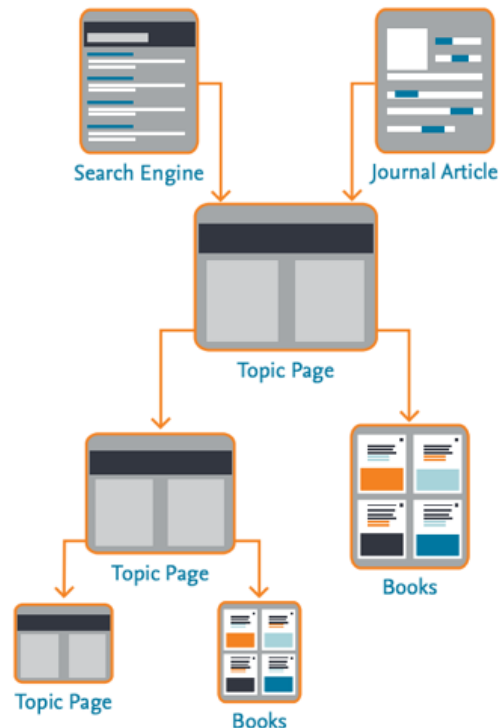 Search Engine
Journal Article
Topic Page
Topic Page
Books
Topic Page
Books